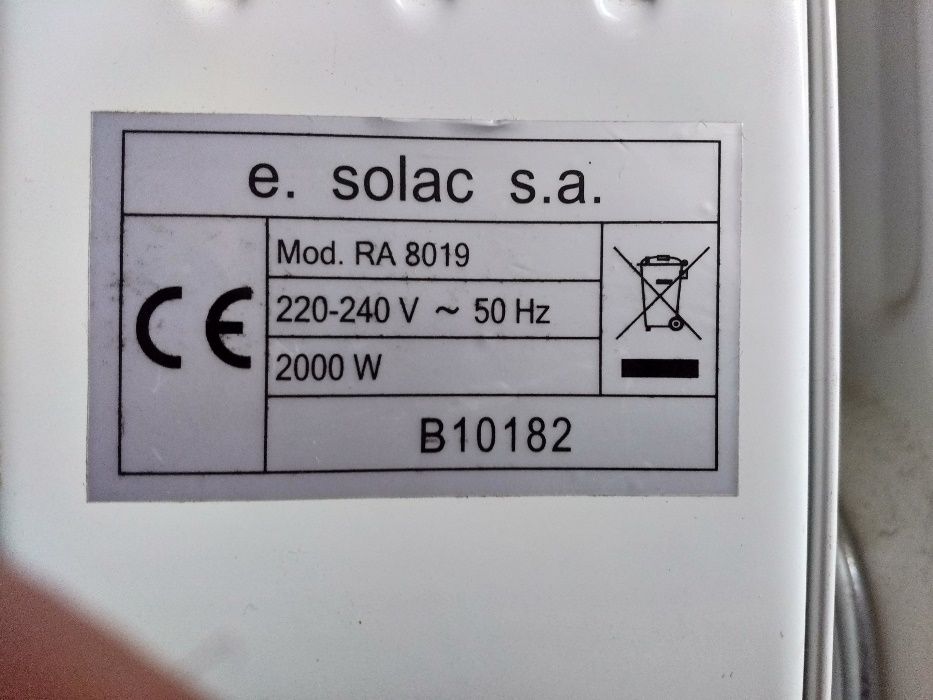 e. solac s.a.
CE
Mod. RA 8019
220-240 V ~ 50 Hz
2000 W
B10182